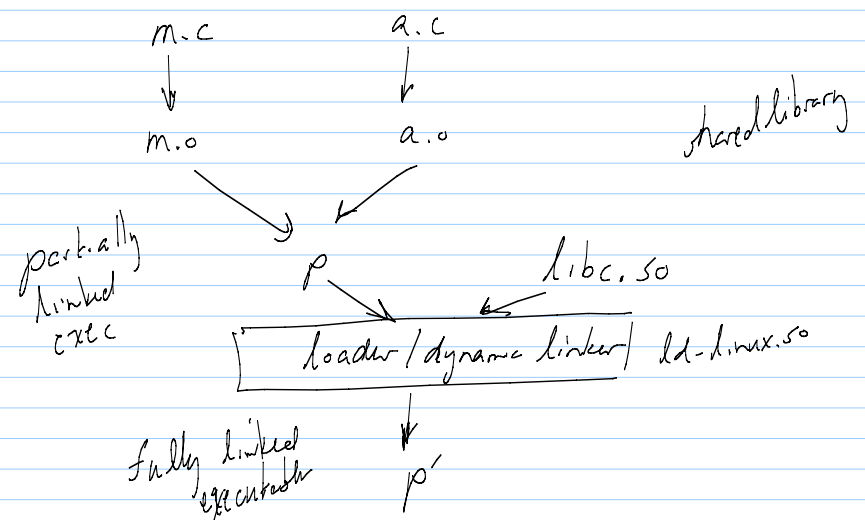 m.c
a.c
m.o
a.o
shared library
partially
linked
exec
p
libc.so
loader/dynamic linker
ld-linux.so
fully linked
executable
p'